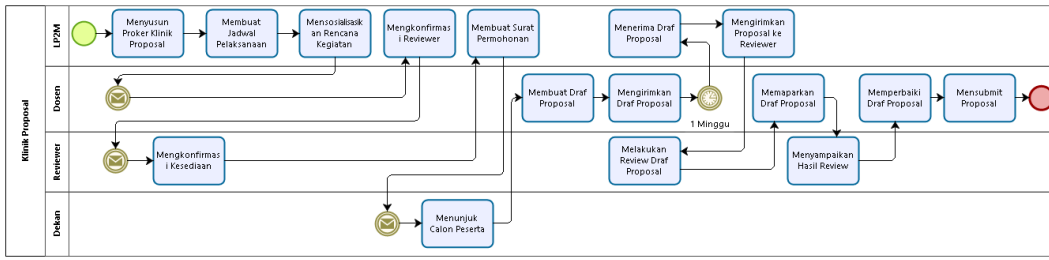 Klinik Proposal
LP2M
Menyusun
Proker Klinik
Proposal
Membuat
Jadwal
Pelaksanaan
Mensosialisasik
an Rencana
Kegiatan
Mengkonfirmas
i Reviewer
Membuat Surat
Permohonan
Menerima Draf
Proposal
Mengirimkan
Proposal ke
Reviewer
Dosen
Membuat Draf
Proposal
Mengirimkan
Draf Proposal
1 Minggu
Memaparkan
Draf Proposal
Memperbaiki
Draf Proposal
Mensubmit
Proposal
Reviewer
Mengkonfirmas
i Kesediaan
Melakukan
Review Draf
Proposal
Menyampaikan
Hasil Review
Dekan
Menunjuk
Calon Peserta